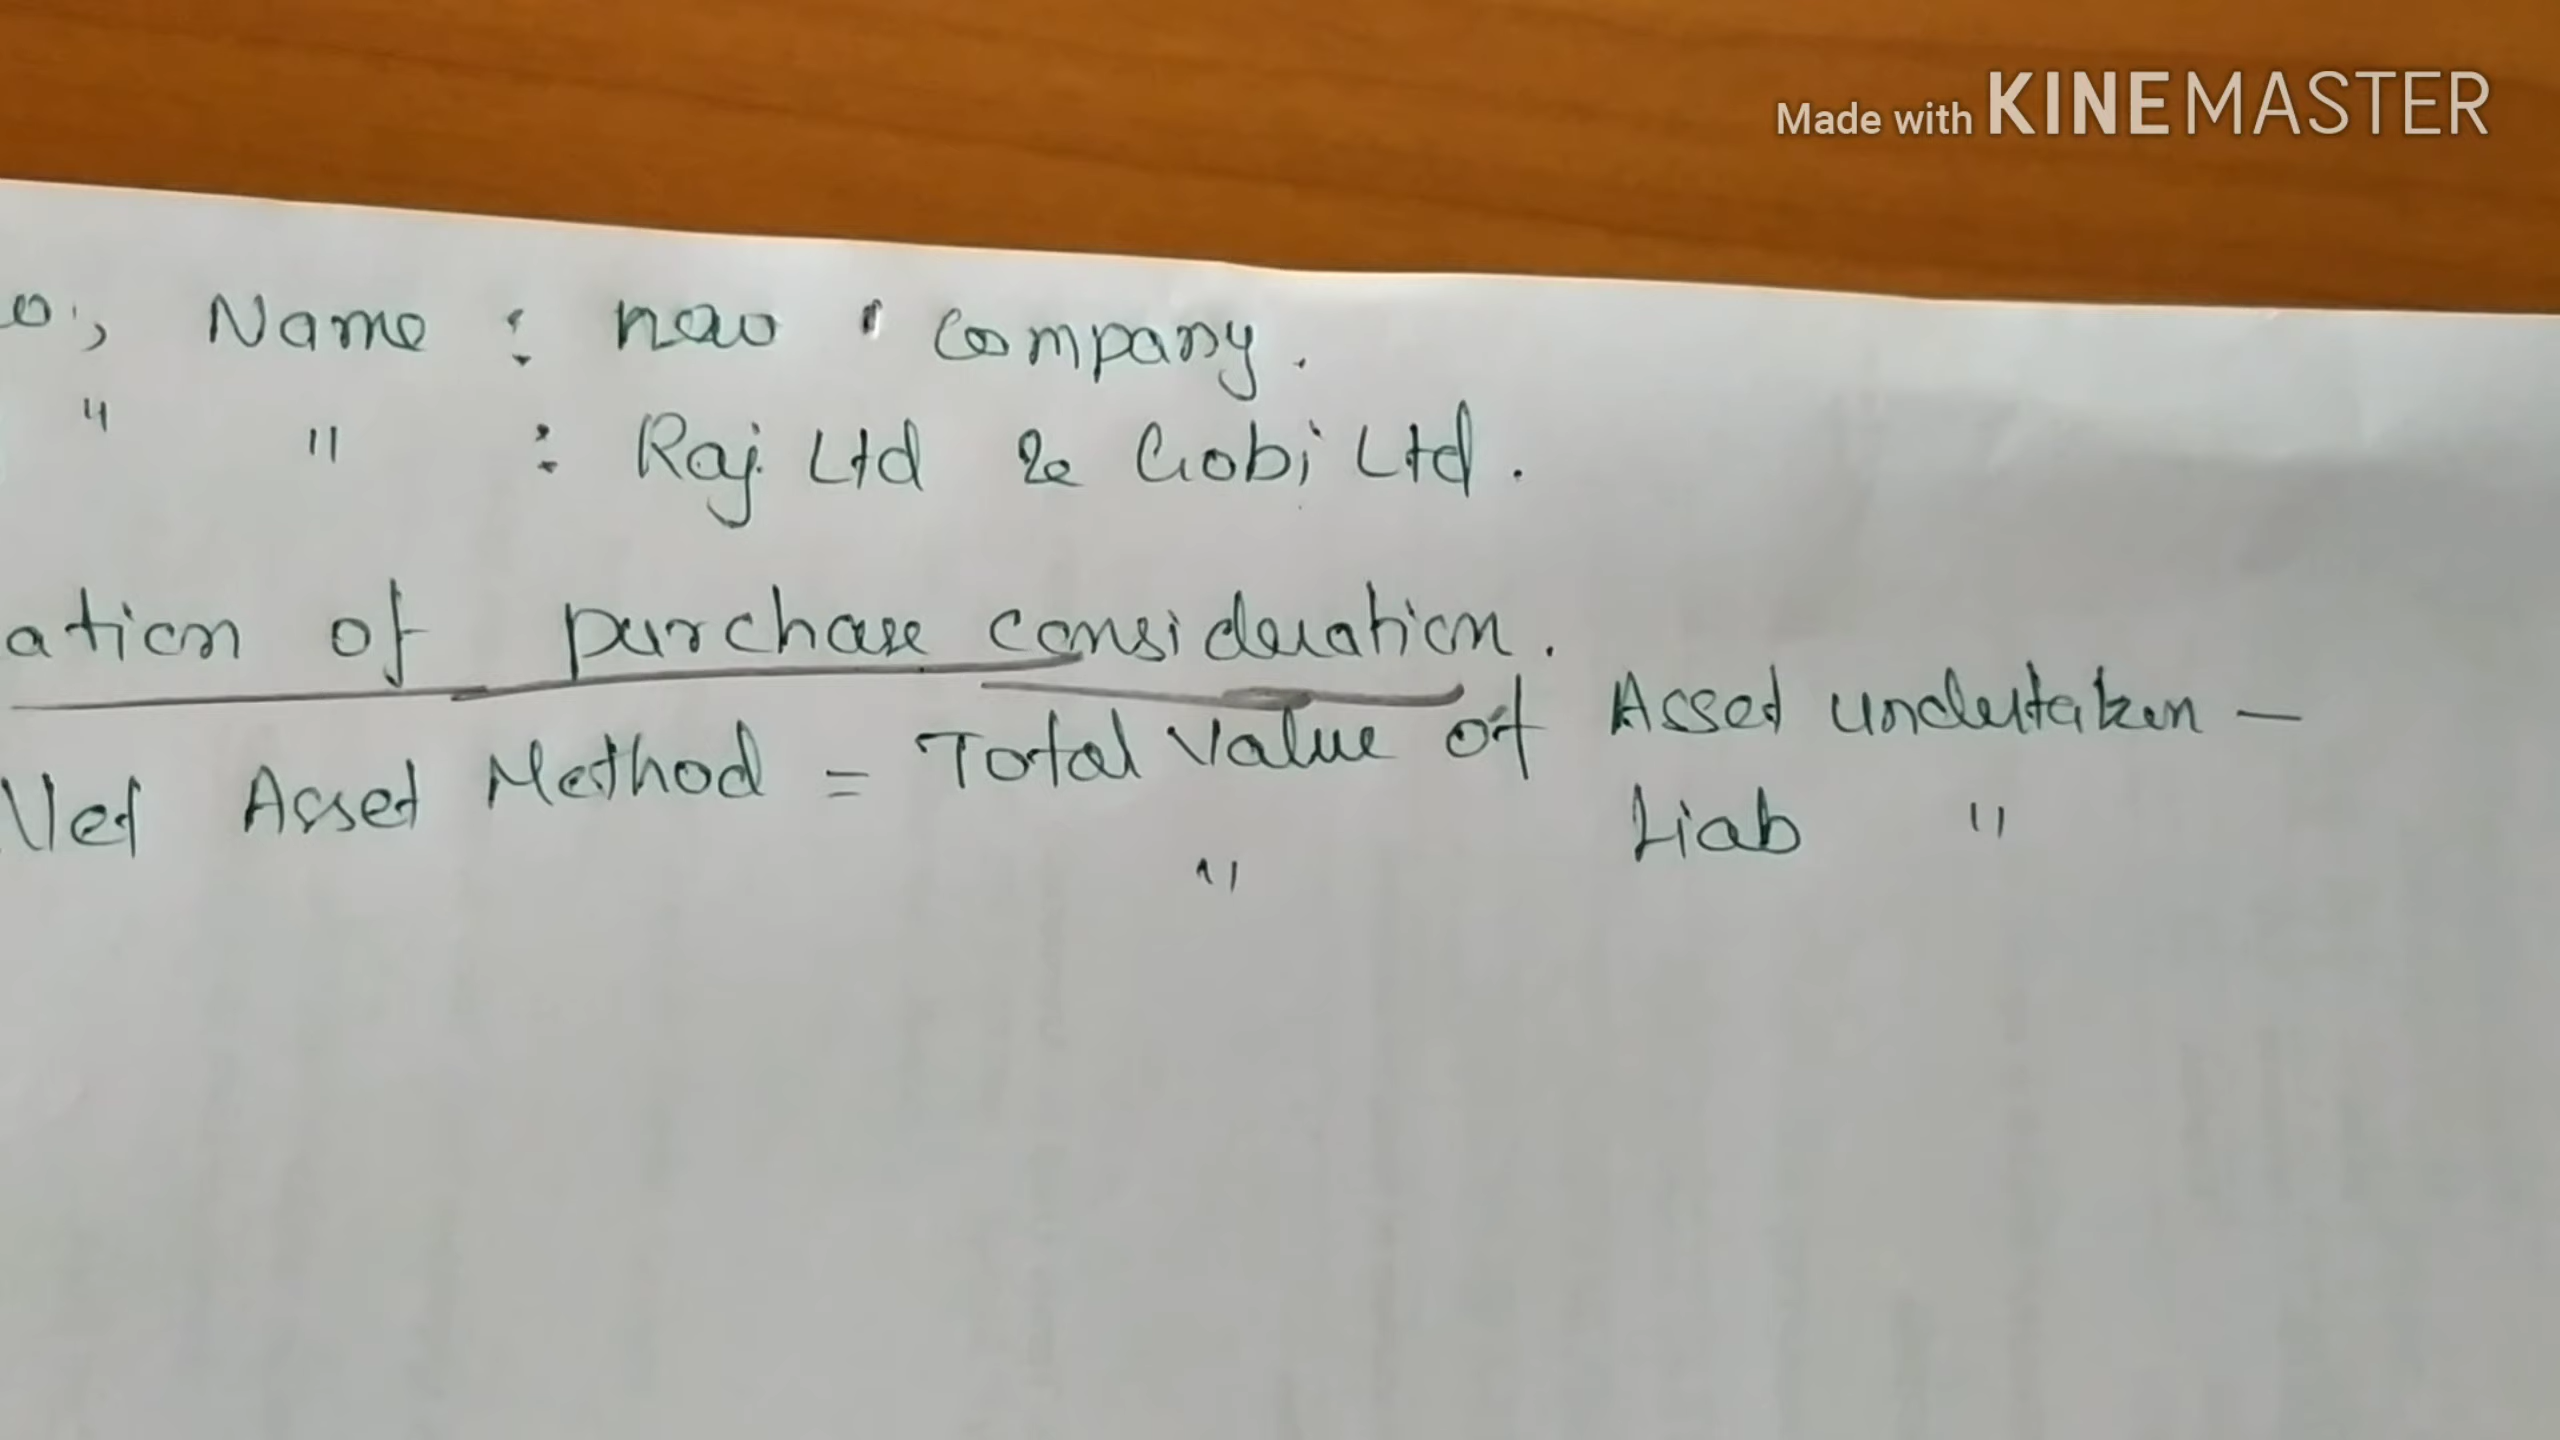 Made with KINEMASTER
o., Name : new company.
" " : Raj Ltd & Gobi Ltd.
ation of purchase consideration.
Net Asset Method = Total Value of Asset undertaken -
" Liab "